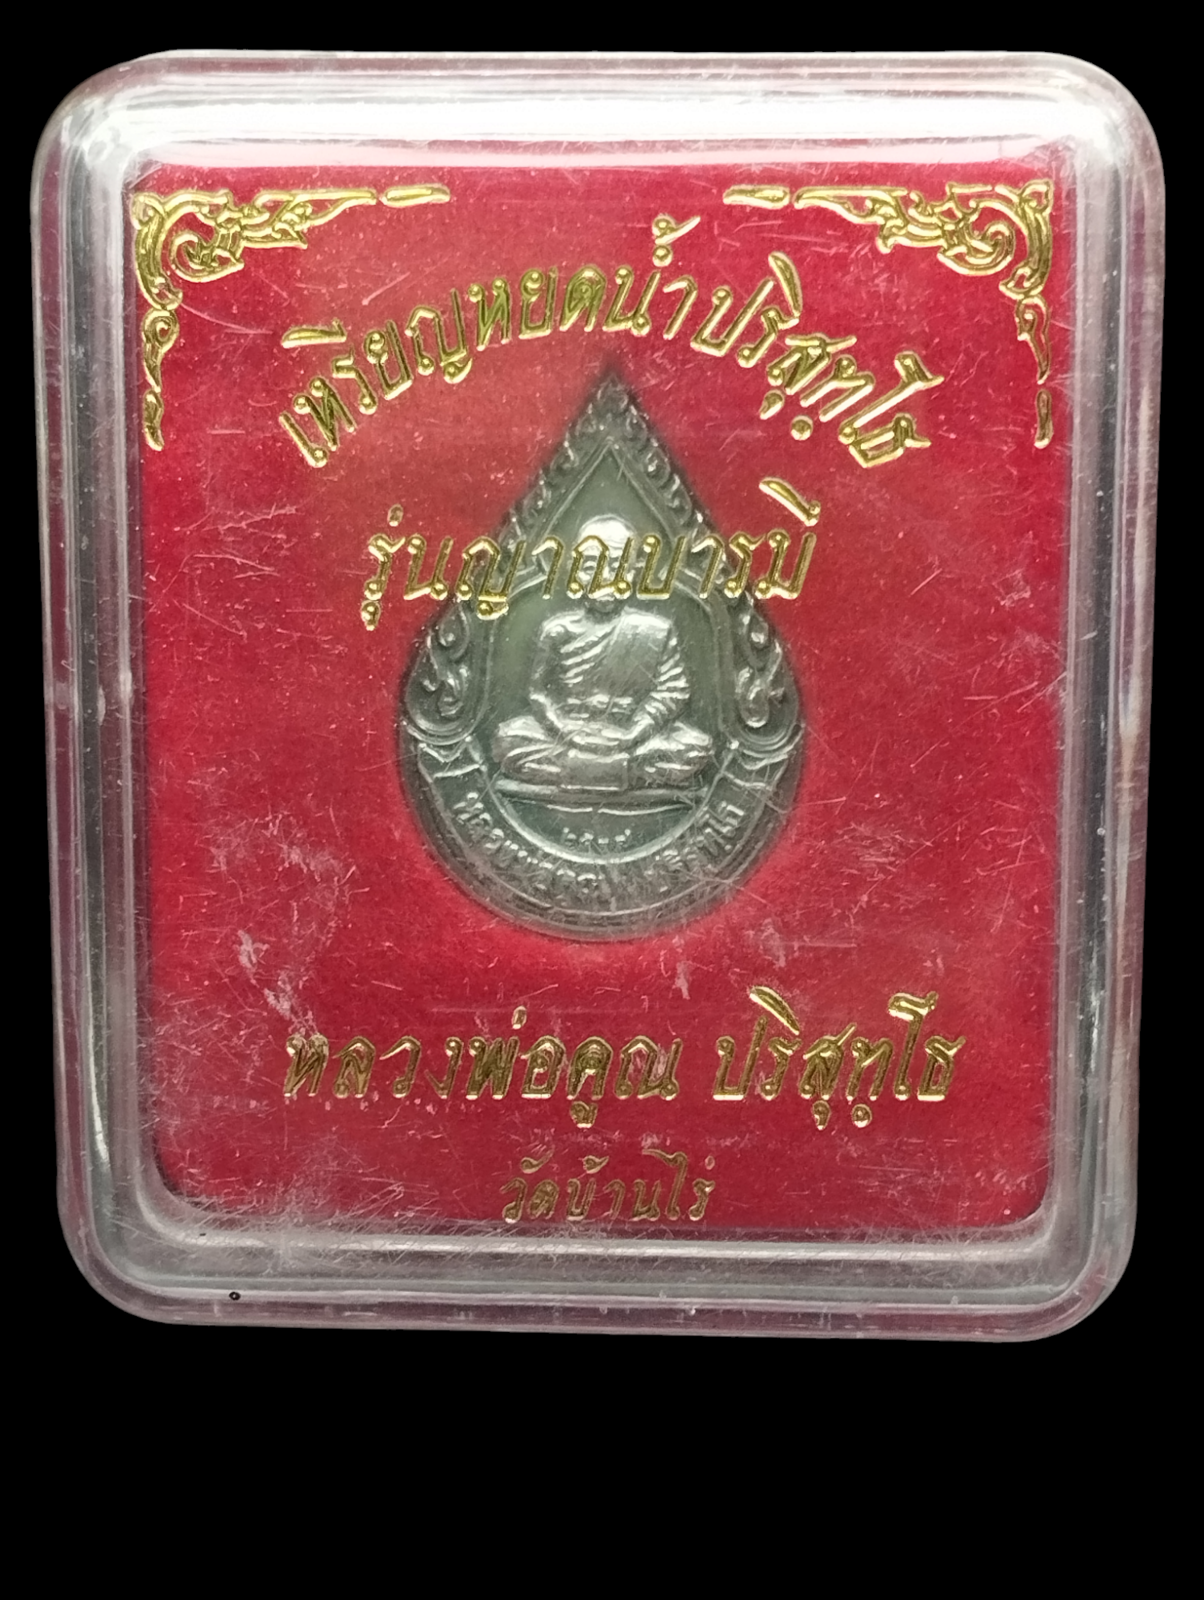 เหรียญหยดน้ำปริสุทฺโธ
รุ่นญาณบารมี
หลวงพ่อคูณ ปริสุทฺโธ
วัดบ้านไร่